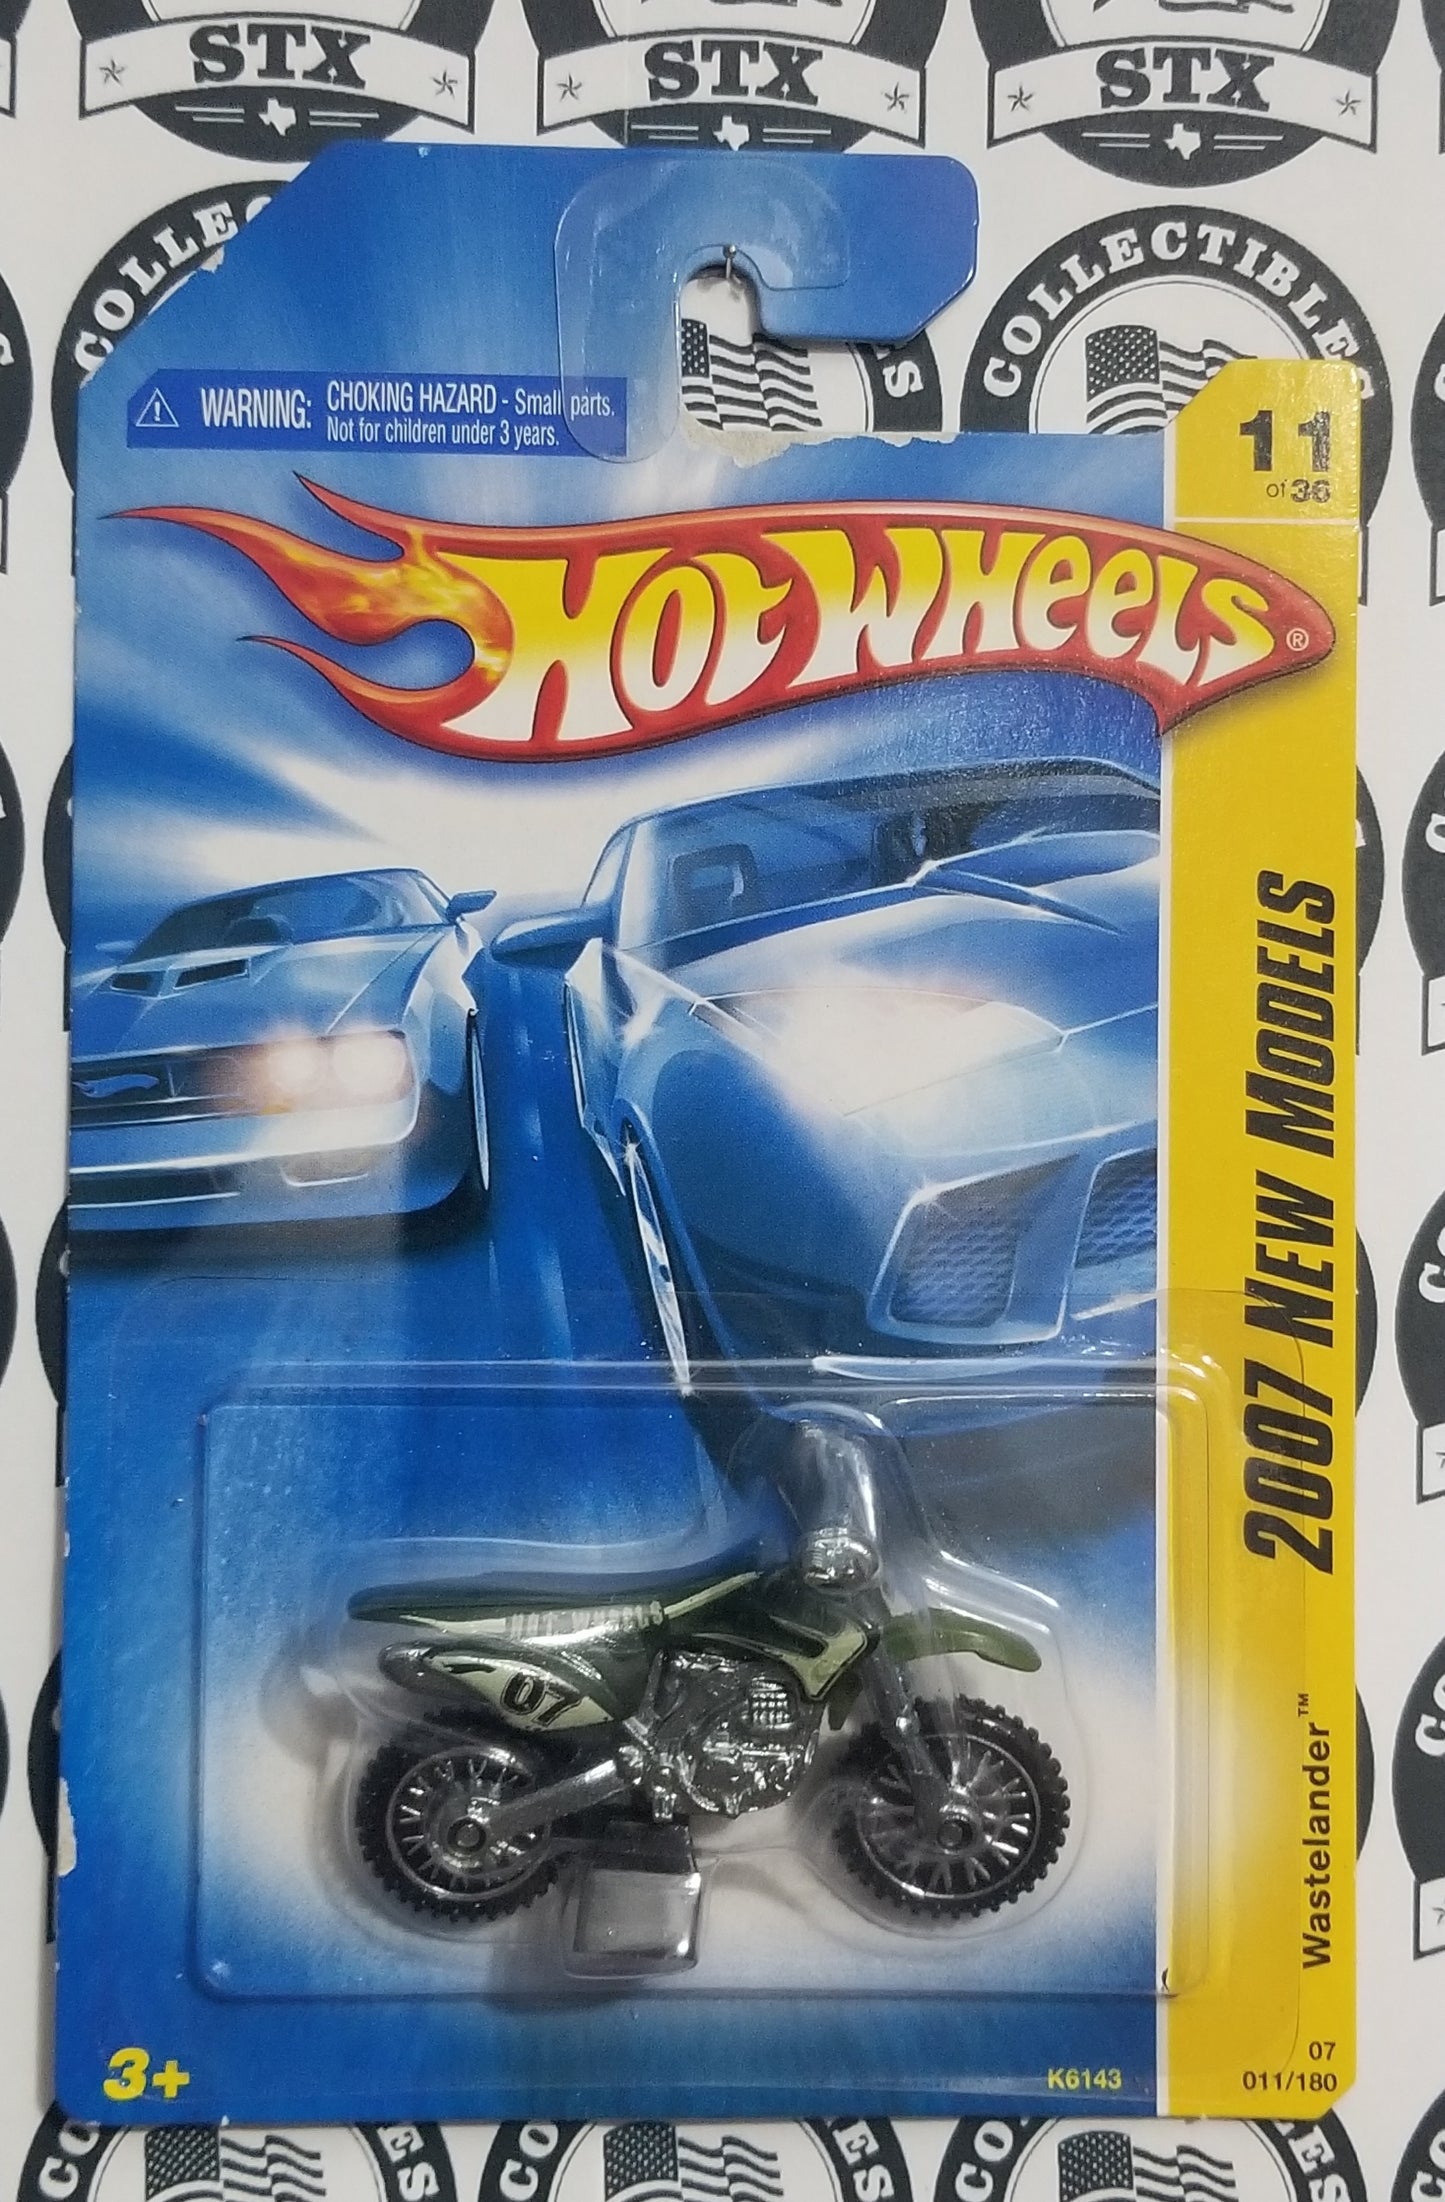 STX
STX
STX
COLLE
COLLECTIBLES
WARNING: CHOKING HAZARD - Small parts.
Not for children under 3 years.
11
of 36
HOT WHEELS®
2007 NEW MODELS
HOT WHEELS
07
Wastelander™
3+
K6143
07
011/180